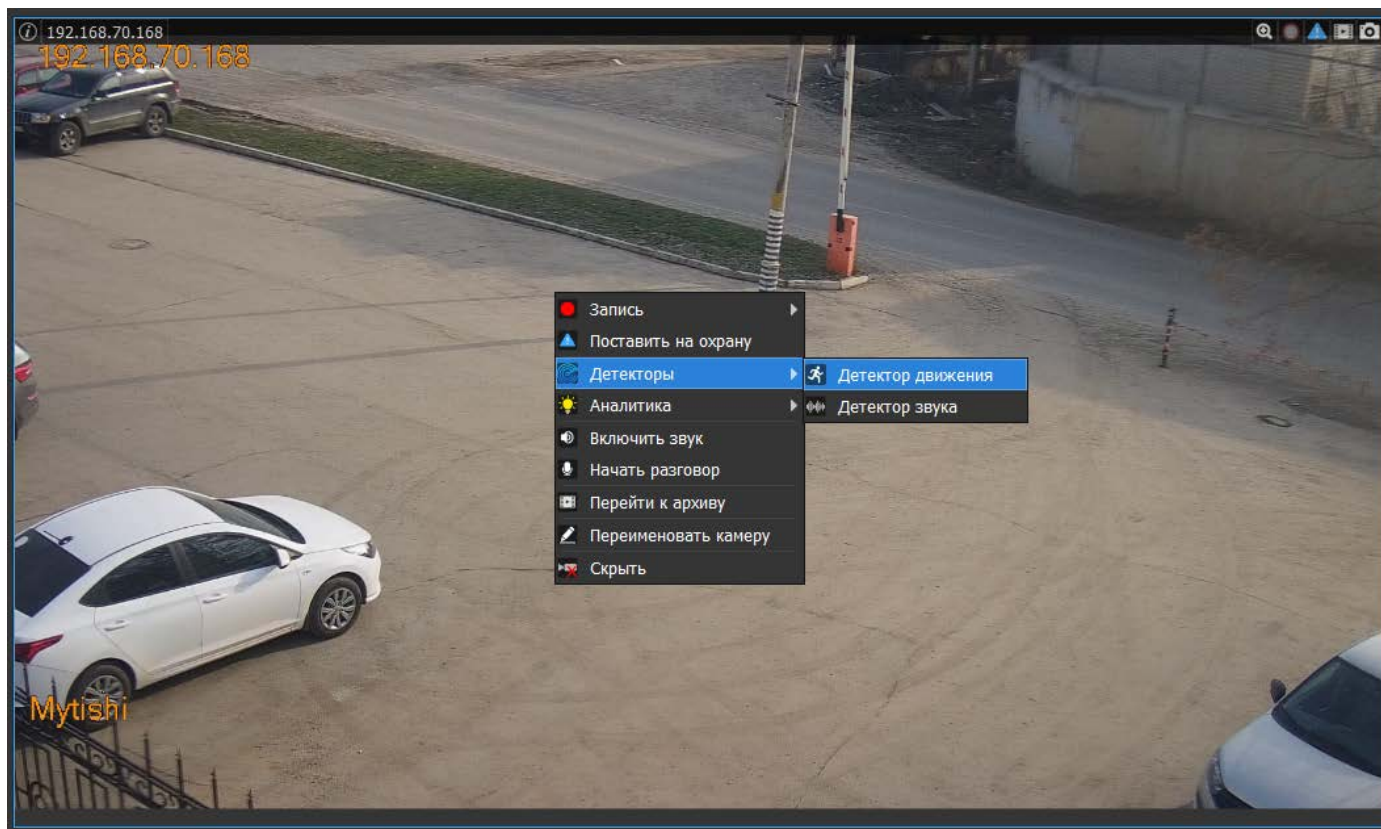 192.168.70.168
192.168.70.168
Запись
Поставить на охрану
Детекторы
Детектор движения
Аналитика
Детектор звука
Включить звук
Начать разговор
Перейти к архиву
Переименовать камеру
Скрыть
Mytishi